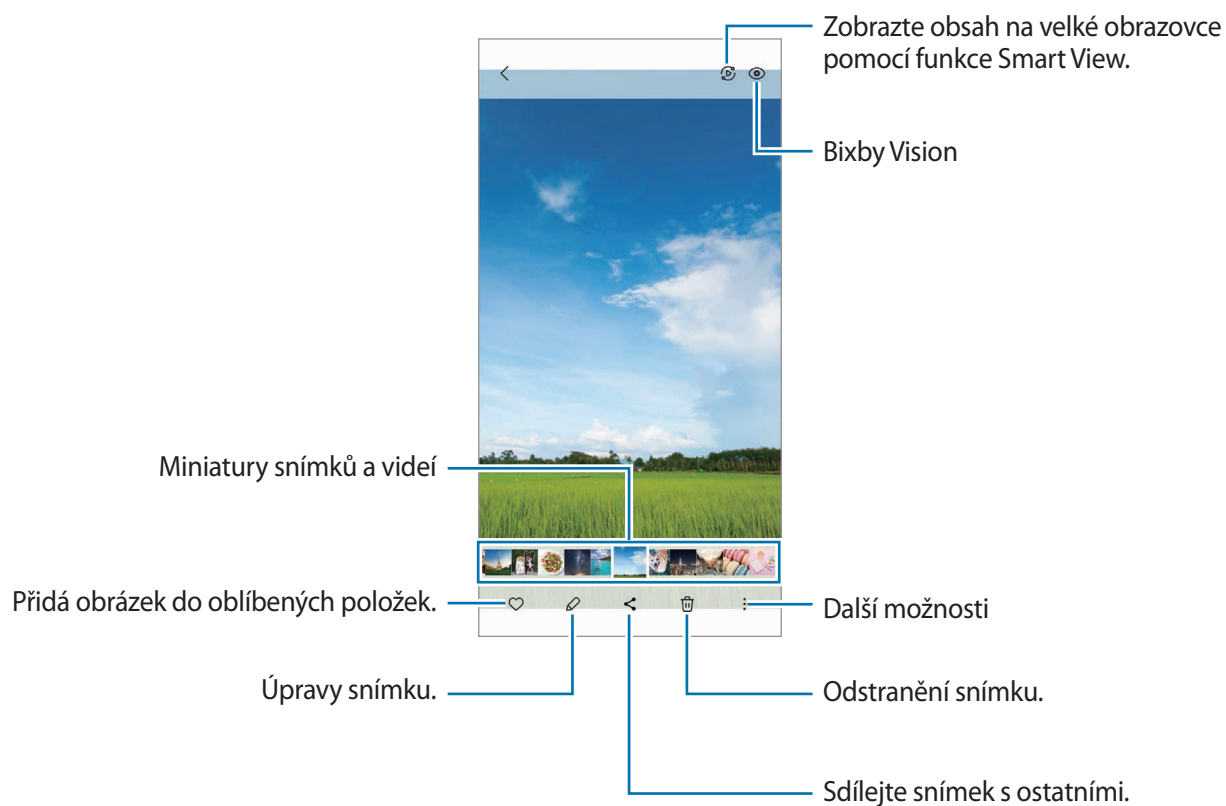 Zobrazte obsah na velké obrazovce
pomocí funkce Smart View.
Bixby Vision
Miniatury snímků a videí
Přidá obrázek do oblíbených položek.
Další možnosti
Úpravy snímku.
Odstranění snímku.
Sdílejte snímek s ostatními.